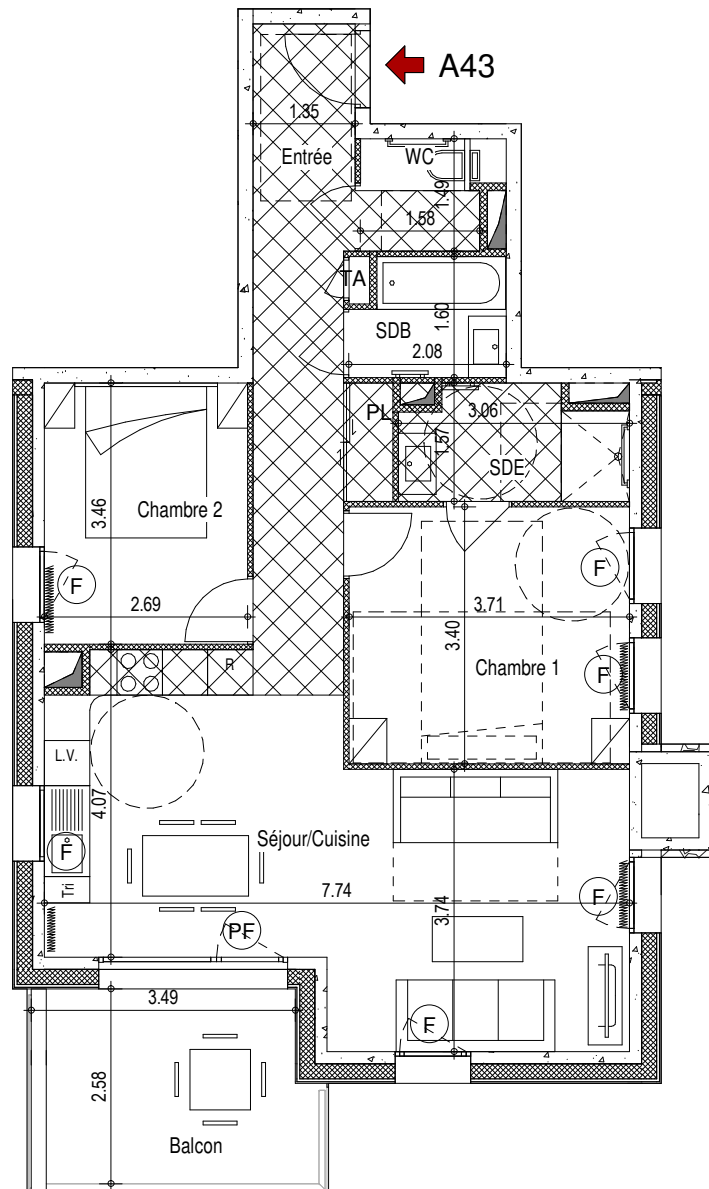 A43
1.35
Entrée
WC
1.49
1.58
TA
1.60
SDB
2.08
PL
3.06
1.57
SDE
3.46
Chambre 2
F
F
2.69
3.71
3.40
R
Chambre 1
F
L.V.
4.07
Séjour/Cuisine
F
Tri
7.74
3.74
F
PF
3.49
F
2.58
Balcon